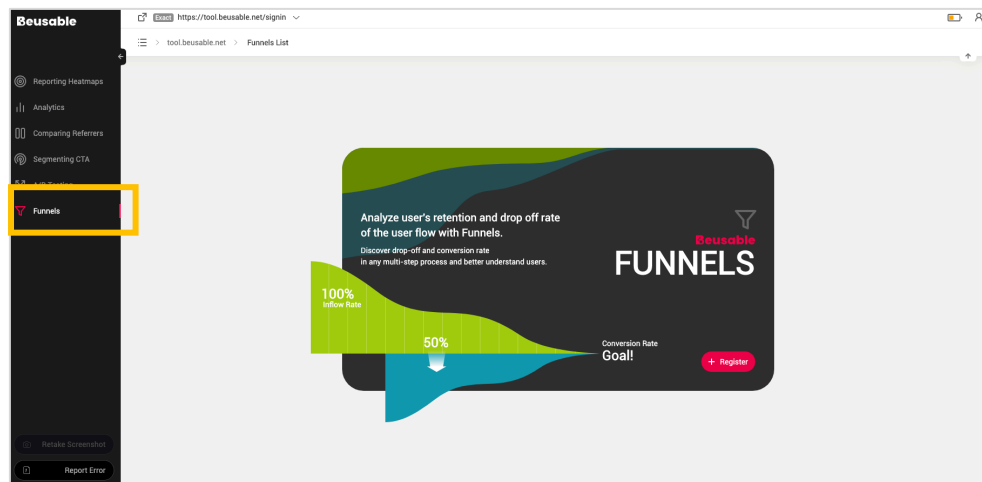 Beusable
Exact https://tool.beusable.net/signin
tool.beusable.net > Funnels List
Reporting Heatmaps
Analytics
Comparing Referrers
Segmenting CTA
A/B Testing
Funnels
Retake Screenshot
Report Error
Analyze user's retention and drop off rate
of the user flow with Funnels.
Discover drop-off and conversion rate
in any multi-step process and better understand users.
Beusable
FUNNELS
100%
Inflow Rate
50%
Conversion Rate
Goal!
+ Register